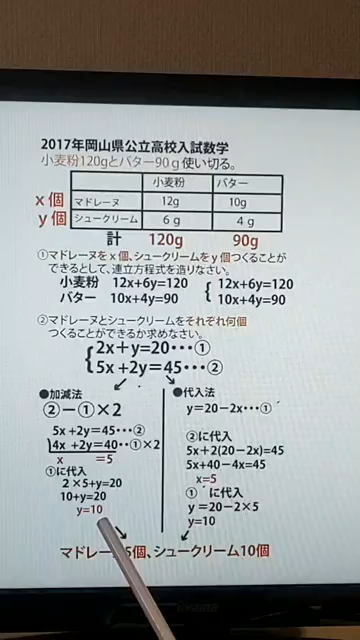 2017年岡山県公立高校入試数学
小麦粉120gとバター90g使い切る。
小麦粉 バター
x個 マドレーヌ 12g 10g
y個 シュークリーム 6g 4g
計 120g 90g
①マドレーヌをx個、シュークリームをy個つくることが
できるとして、連立方程式を造りなさい。
小麦粉 12x+6y=120 { 12x+6y=120
バター 10x+4y=90 10x+4y=90
②マドレーヌとシュークリームをそれぞれ何個
つくることができるか求めなさい。
{2x+y=20・・・①
5x+2y=45・・・②
●加減法
②−①×2
5x+2y=45・・・②
4x+2y=40・・①×2
x =5
①に代入
2×5+y=20
10+y=20
y=10
●代入法
y=20−2x・・・①´
②に代入
5x+2(20−2x)=45
5x+40−4x=45
x=5
①´に代入
y=20−2×5
y=10
マドレーヌ5個、シュークリーム10個